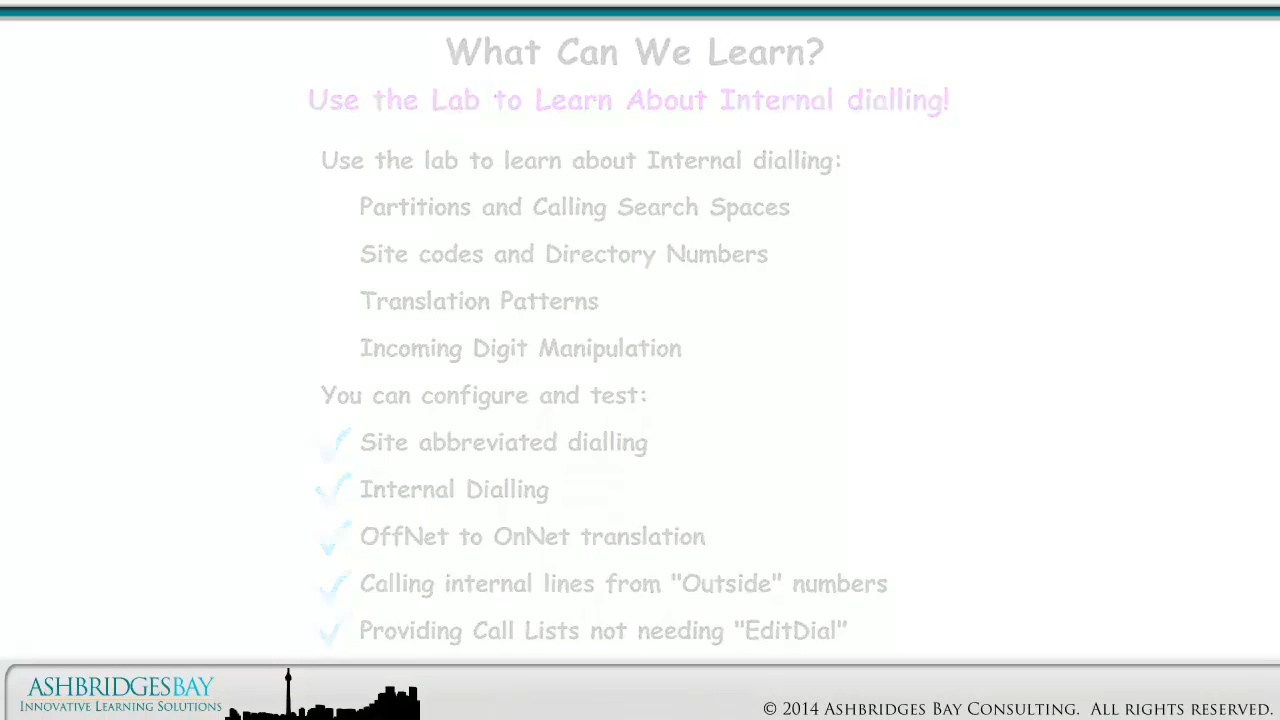 What Can We Learn?
Use the Lab to Learn About Internal dialling!
Use the lab to learn about Internal dialling:
Partitions and Calling Search Spaces
Site codes and Directory Numbers
Translation Patterns
Incoming Digit Manipulation
You can configure and test:
Site abbreviated dialling
Internal Dialling
OffNet to OnNet translation
Calling internal lines from "Outside" numbers
Providing Call Lists not needing "EditDial"
ASHBRIDGESBAY
INNOVATIVE LEARNING SOLUTIONS
© 2014 ASHBRIDGES BAY CONSULTING. ALL RIGHTS RESERVED.